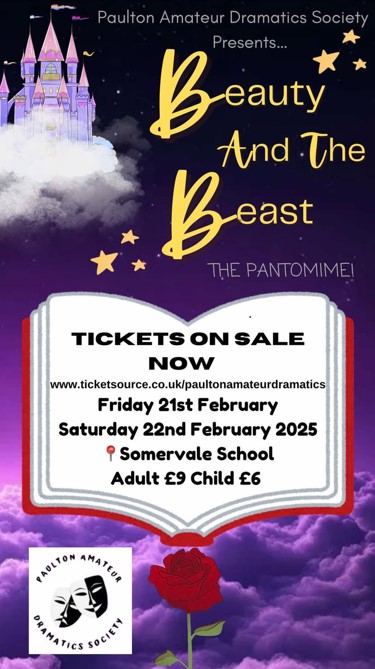 Paulton Amateur Dramatics Society
Presents...
Beauty
And The
Beast
THE PANTOMIME!
TICKETS ON SALE
NOW
www.ticketsource.co.uk/paultonamateurdramatics
Friday 21st February
Saturday 22nd February 2025
📍Somervale School
Adult £9 Child £6
PAULTON AMATEUR
DRAMATICS SOCIETY